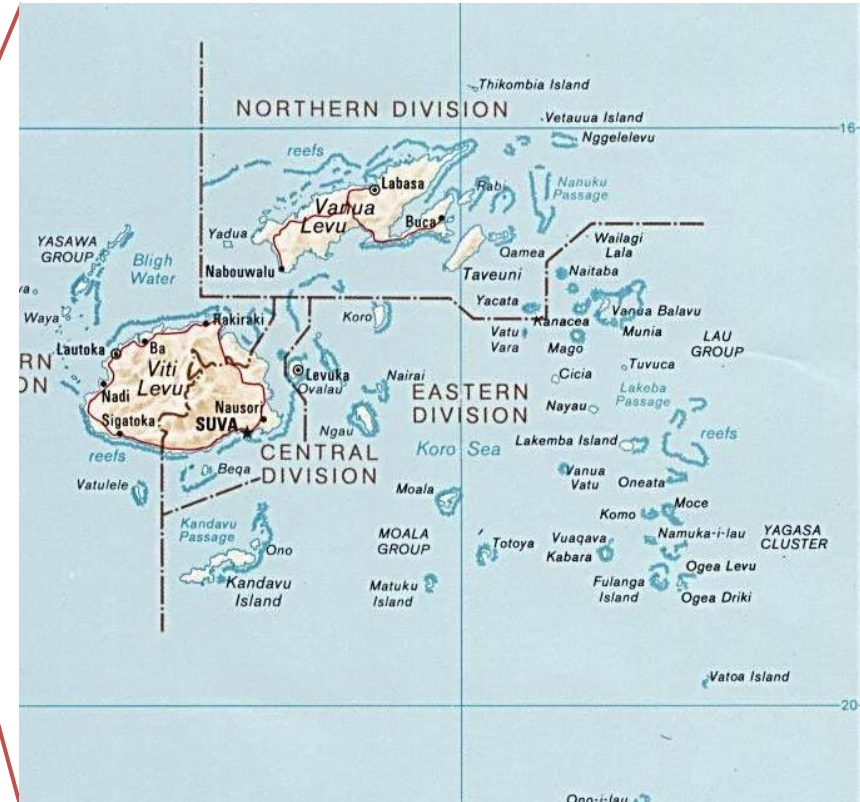 Thikombia Island
NORTHERN DIVISION
Vetauua Island
16
Nggelelevu
reefs
Labasa
Rabi
Nanuku
Passage
Vanua
Levu
Buca
Yadua
YASAWA
GROUP
Bligh
Water
Nabouwalu
Qamea
Taveuni
Wailagi
Lala
Naitaba
Yacata
Vanua Balavu
Kanacea
Munia
Waya
Koro
Rakiraki
Vatu
Vara
Mago
LAU
GROUP
Lautoka
Ba
Viti
Levu
Levuka
Ovalau
Nairai
Cicia
Tuvuca
RN
ON
Nadi
EASTERN
DIVISION
Lakeba
Passage
Nayau
Sigatoka
Nausori
SUVA
Ngau
Koro Sea
Lakemba Island
reefs
reefs
CENTRAL
DIVISION
Beqa
Vatulele
Vanua
Vatu
Oneata
Moala
Moce
Komo
Kandavu
Passage
Ono
MOALA
GROUP
Totoya
Vuaqava
Kabara
Namuka-i-lau
YAGASA
CLUSTER
Kandavu
Island
Matuku
Island
Fulanga
Island
Ogea Levu
Ogea Driki
Vatoa Island
20
Ono-i-lau